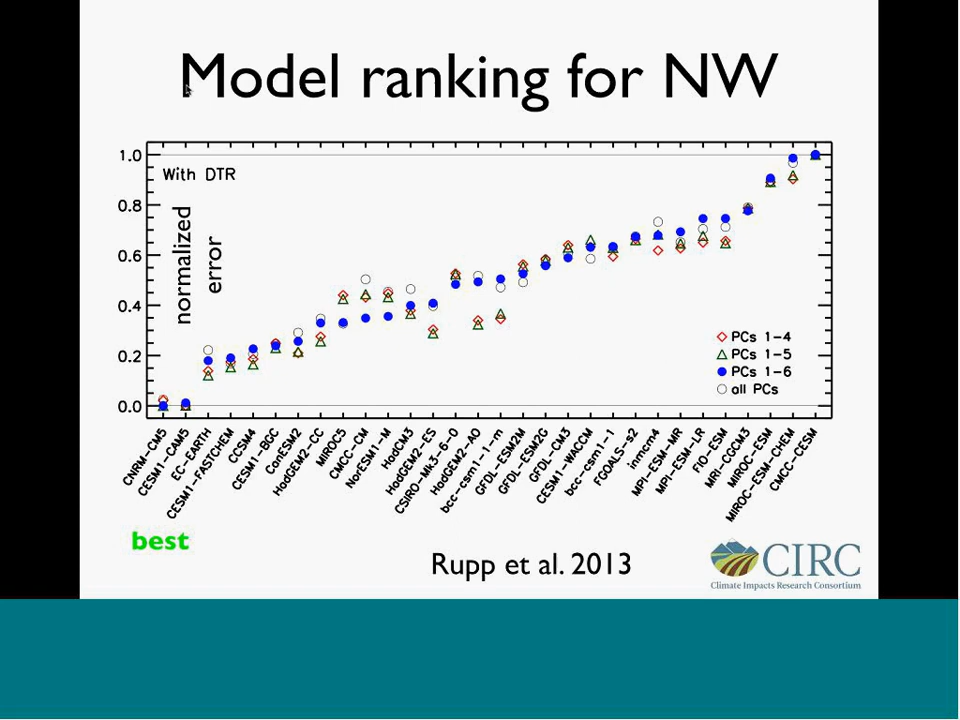 Model ranking for NW
1.0
0.8
0.6
0.4
0.2
0.0
With DTR
normalized
error
PCs 1-4
PCs 1-5
PCs 1-6
all PCs
CNRM-CM5
CESM1-CAM5
EC-EARTH
CESM1-FASTCHEM
CCSM4
CESM1-BGC
CanESM2
HadGEM2-CC
MIROC5
CMCC-CM
NorESM1-M
HadCM3
HadGEM2-ES
CSIRO-Mk3-6-0
HadGEM2-AO
bcc-csm1-1-m
GFDL-ESM2M
GFDL-ESM2G
GFDL-CM3
CESM1-WACCM
bcc-csm1-1
FGOALS-s2
inmcm4
MPI-ESM-MR
MPI-ESM-LR
FIO-ESM
MRI-CGCM3
MIROC-ESM
MIROC-ESM-CHEM
CMCC-CESM
best
Rupp et al. 2013
CIRC
Climate Impacts Research Consortium